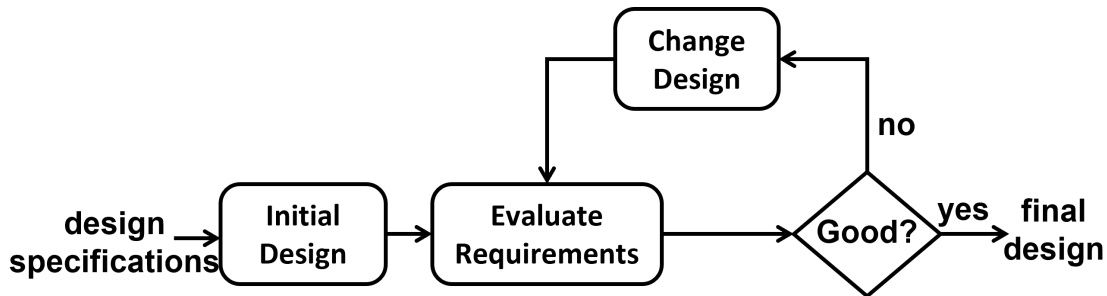 Change
Design
no
design
specifications
Initial
Design
Evaluate
Requirements
Good?
yes
final
design